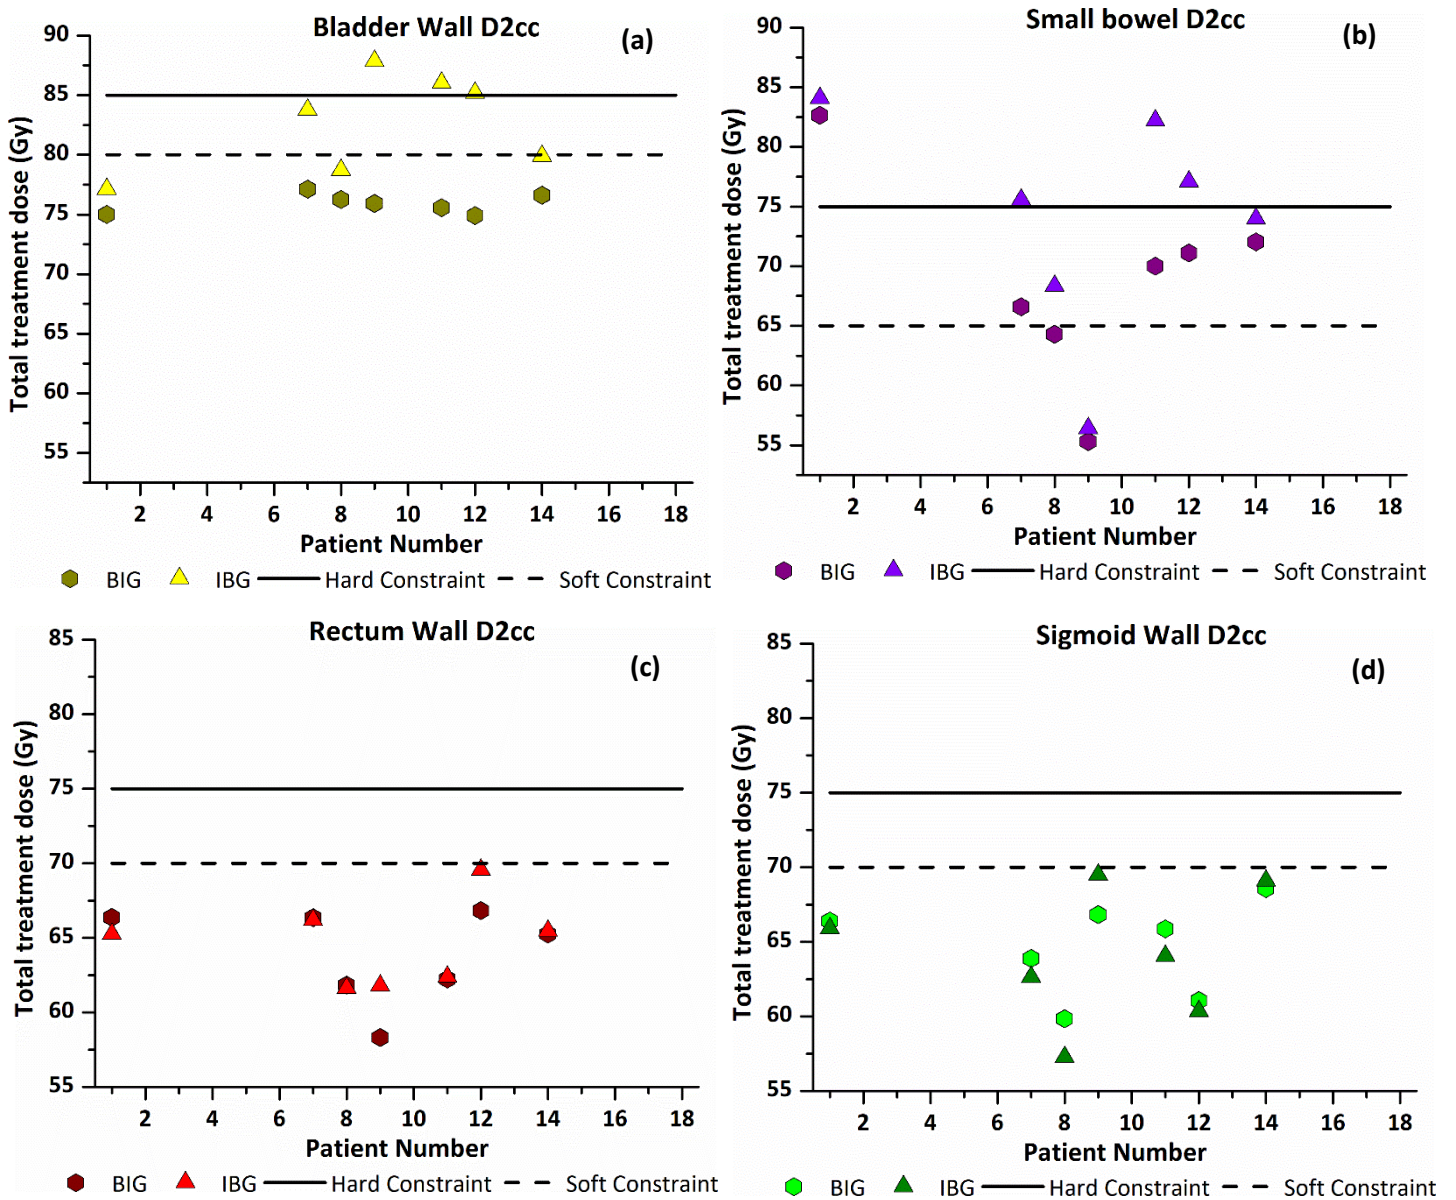 Bladder Wall D2cc
(a)
Total treatment dose (Gy)
90
85
80
75
70
65
60
55
2 4 6 8 10 12 14 16 18
Patient Number
BIG IBG Hard Constraint Soft Constraint
Small bowel D2cc
(b)
Total treatment dose (Gy)
90
85
80
75
70
65
60
55
2 4 6 8 10 12 14 16 18
Patient Number
BIG IBG Hard Constraint Soft Constraint
Rectum Wall D2cc
(c)
Total treatment dose (Gy)
85
80
75
70
65
60
55
2 4 6 8 10 12 14 16 18
Patient Number
BIG IBG Hard Constraint Soft Constraint
Sigmoid Wall D2cc
(d)
Total treatment dose (Gy)
85
80
75
70
65
60
55
2 4 6 8 10 12 14 16 18
Patient Number
BIG IBG Hard Constraint Soft Constraint